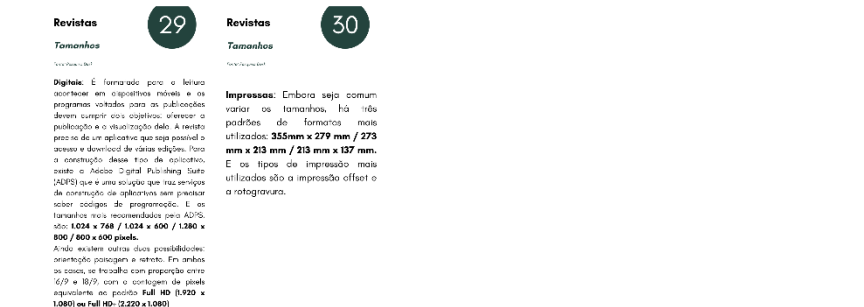 Revistas
29
Tamanhos
Digitais: É formarada para a leitura
acontecer em dispositivos móveis e os
programas voltados para as publicações
devem cumprir dois objetivos: oferecer a
publicação e a visualização dela. A revista
precisa de um aplicativo que seja possível o
acesso e download de várias edições. Para
a construção desse tipo de aplicativo,
existe a Adobe Digital Publishing Suite
(ADPS) que é uma solução que traz serviços
de construção de aplicativos sem precisar
saber códigos de programação. E os
tamanhos mais recomendados pela ADPS,
são: 1.024 x 768 / 1.024 x 600 / 1.280 x
800 / 800 x 600 pixels.
Ainda existem outras duas possibilidades:
orientação paisagem e retrato. Em ambos
os casos, se trabalha com proporção entre
16/9 e 18/9, com a contagem de pixels
equivalente ao padrão Full HD (1.920 x
1.080) ou Full HD+ (2.220 x 1.080)
Revistas
30
Tamanhos
Impressas: Embora seja comum
variar os tamanhos, há três
padrões de formatos mais
utilizados: 355mm x 279 mm / 273
mm x 213 mm / 213 mm x 137 mm.
E os tipos de impressão mais
utilizados são a impressão offset e
a rotogravura.